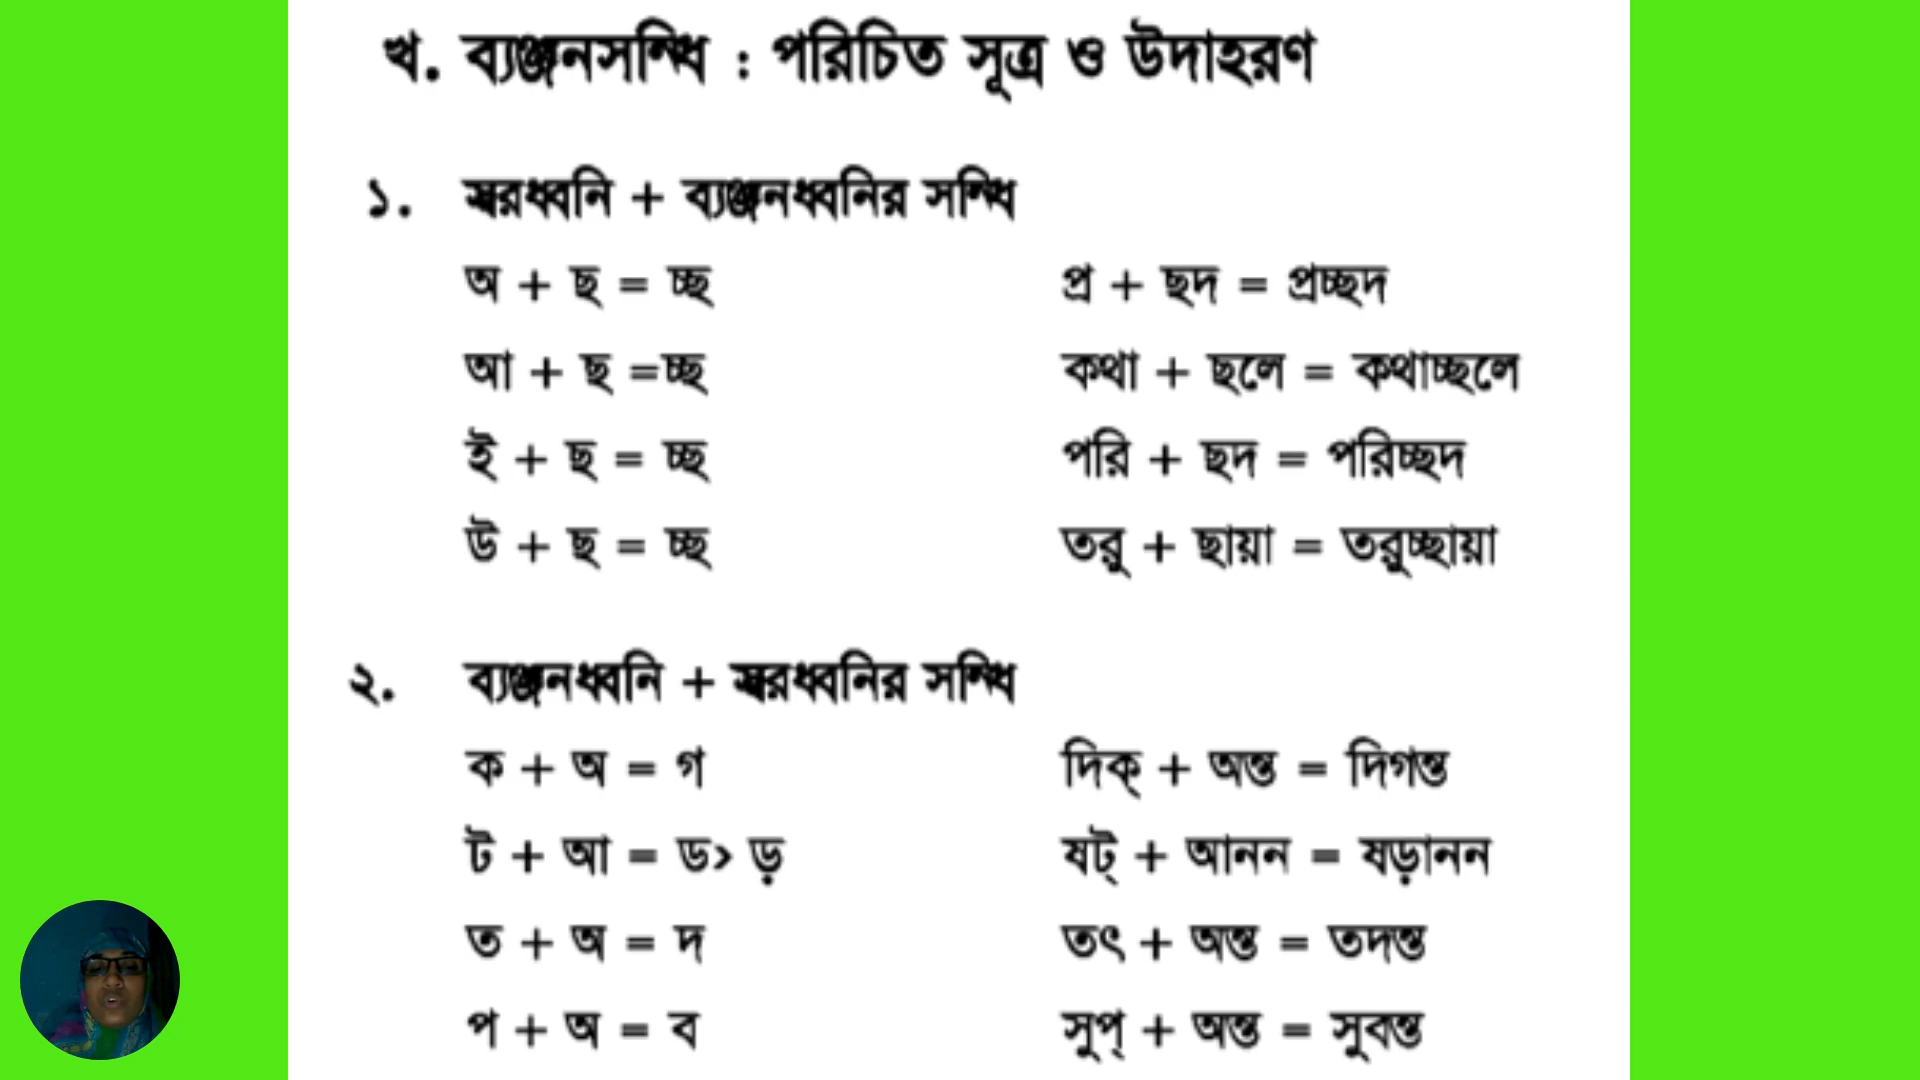 খ. ব্যঞ্জনসন্ধি : পরিচিত সূত্র ও উদাহরণ
১. স্বরধ্বনি + ব্যঞ্জনধ্বনির সন্ধি
অ + ছ = চ্ছ প্র + ছদ = প্রচ্ছদ
আ + ছ =চ্ছ কথা + ছলে = কথাচ্ছলে
ই + ছ = চ্ছ পরি + ছদ = পরিচ্ছদ
উ + ছ = চ্ছ তরু + ছায়া = তরুচ্ছায়া
২. ব্যঞ্জনধ্বনি + স্বরধ্বনির সন্ধি
ক + অ = গ দিক্ + অন্ত = দিগন্ত
ট + আ = ড> ড় ষট্ + আনন = ষড়ানন
ত + অ = দ তৎ + অন্ত = তদন্ত
প + অ = ব সুপ্ + অন্ত = সুবন্ত